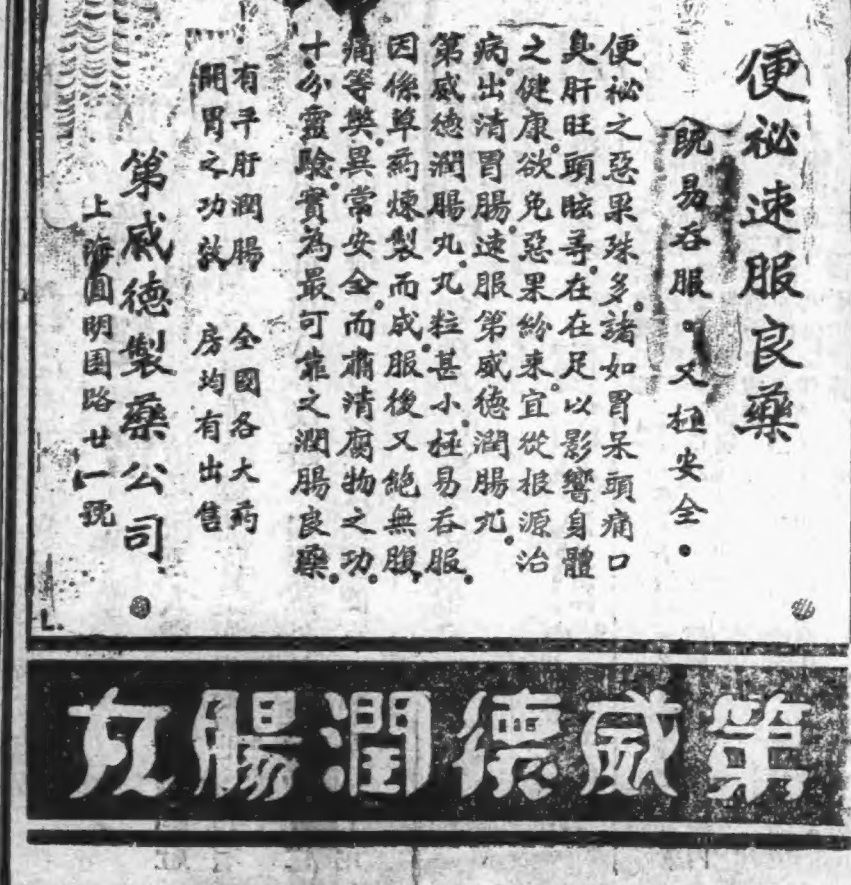 便祕速服良藥
既易吞服。又極安全。
便祕之惡果殊多。諸如胃呆頭痛口
臭肝旺頭眩等。在在足以影響身體
之健康。欲免惡果紛來。宜從根源治
病。出清胃腸。速服第威德潤腸丸。
第威德潤腸丸。丸粒甚小。極易吞服。
因係草药煉製而成。服後又絕無腹
痛等弊。異常安全。而肅清腐物之功。
十分靈驗。實為最可靠之潤腸良藥。
有平肝潤腸
開胃之功效
全國各大药
房均有出售
第威德製藥公司
上海圓明園路廿一號
L.
第威德潤腸丸